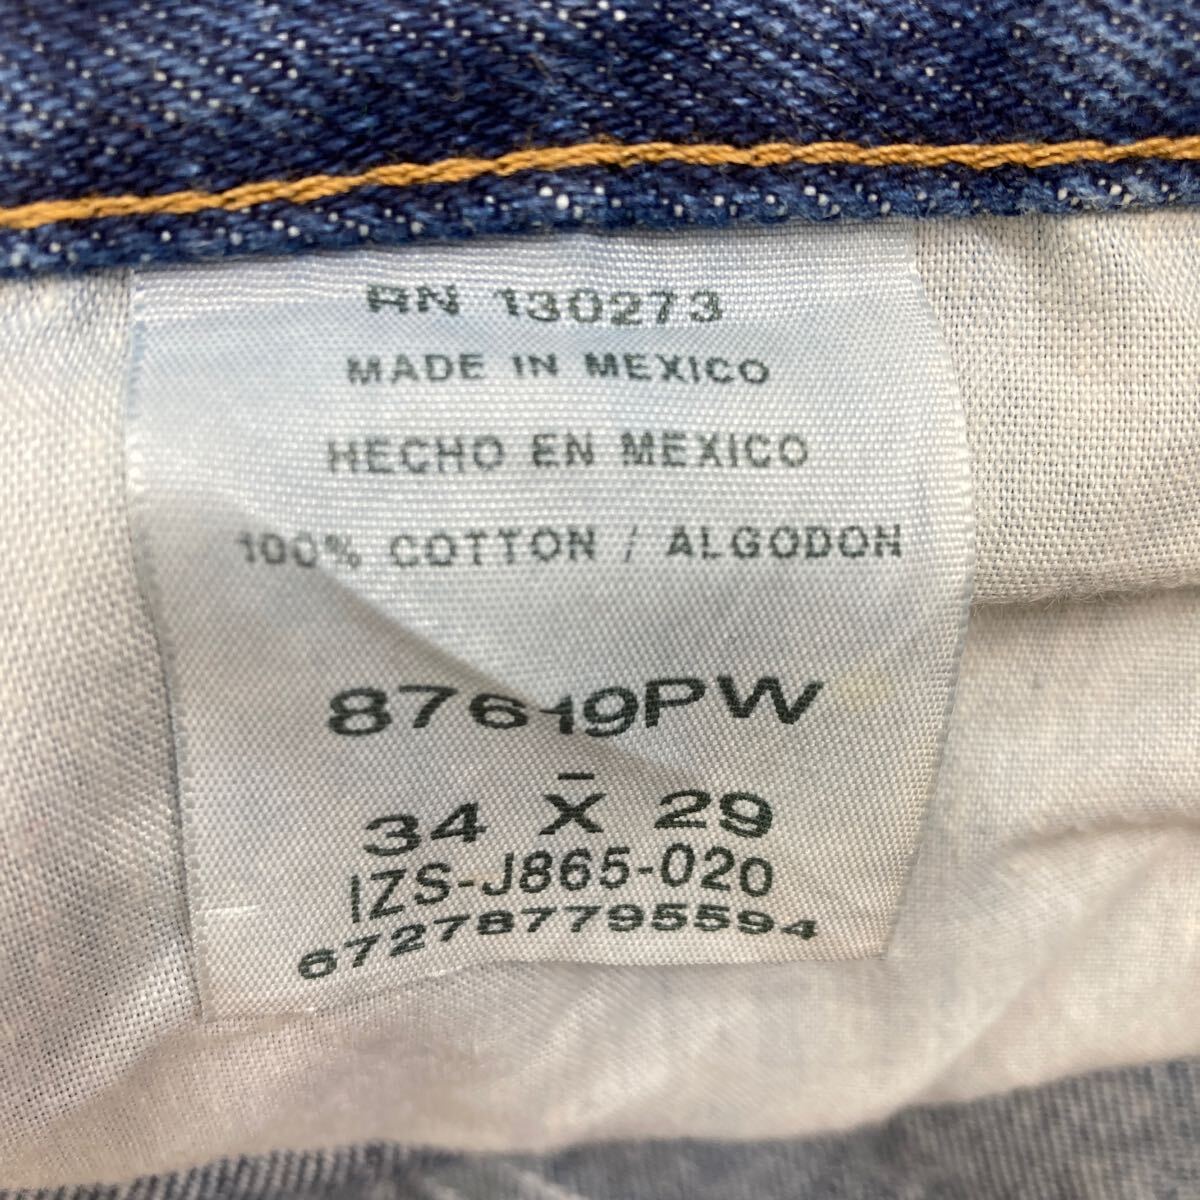 RN 130273
MADE IN MEXICO
HECHO EN MEXICO
100% COTTON / ALGODON
87619PW
34 X 29
IZS-J865-020
672787795594